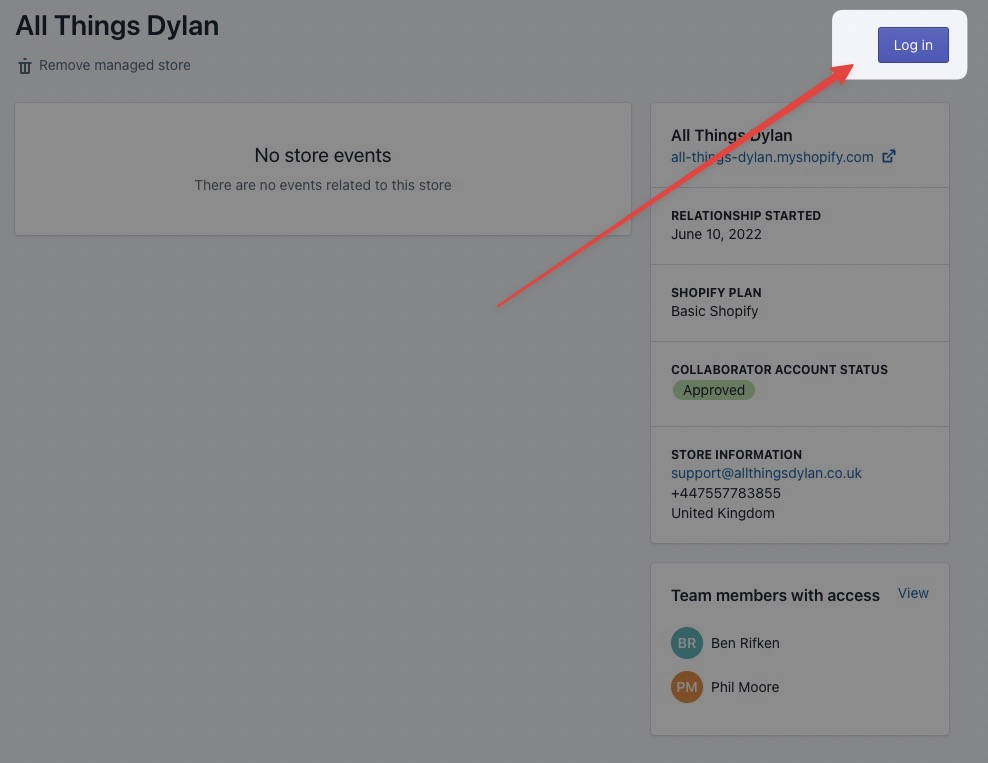 All Things Dylan
Log in
Remove managed store
No store events
There are no events related to this store
All Things Dylan
all-things-dylan.myshopify.com
RELATIONSHIP STARTED
June 10, 2022
SHOPIFY PLAN
Basic Shopify
COLLABORATOR ACCOUNT STATUS
Approved
STORE INFORMATION
support@allthingsdylan.co.uk
+447557783855
United Kingdom
Team members with access
View
BR Ben Rifken
PM Phil Moore